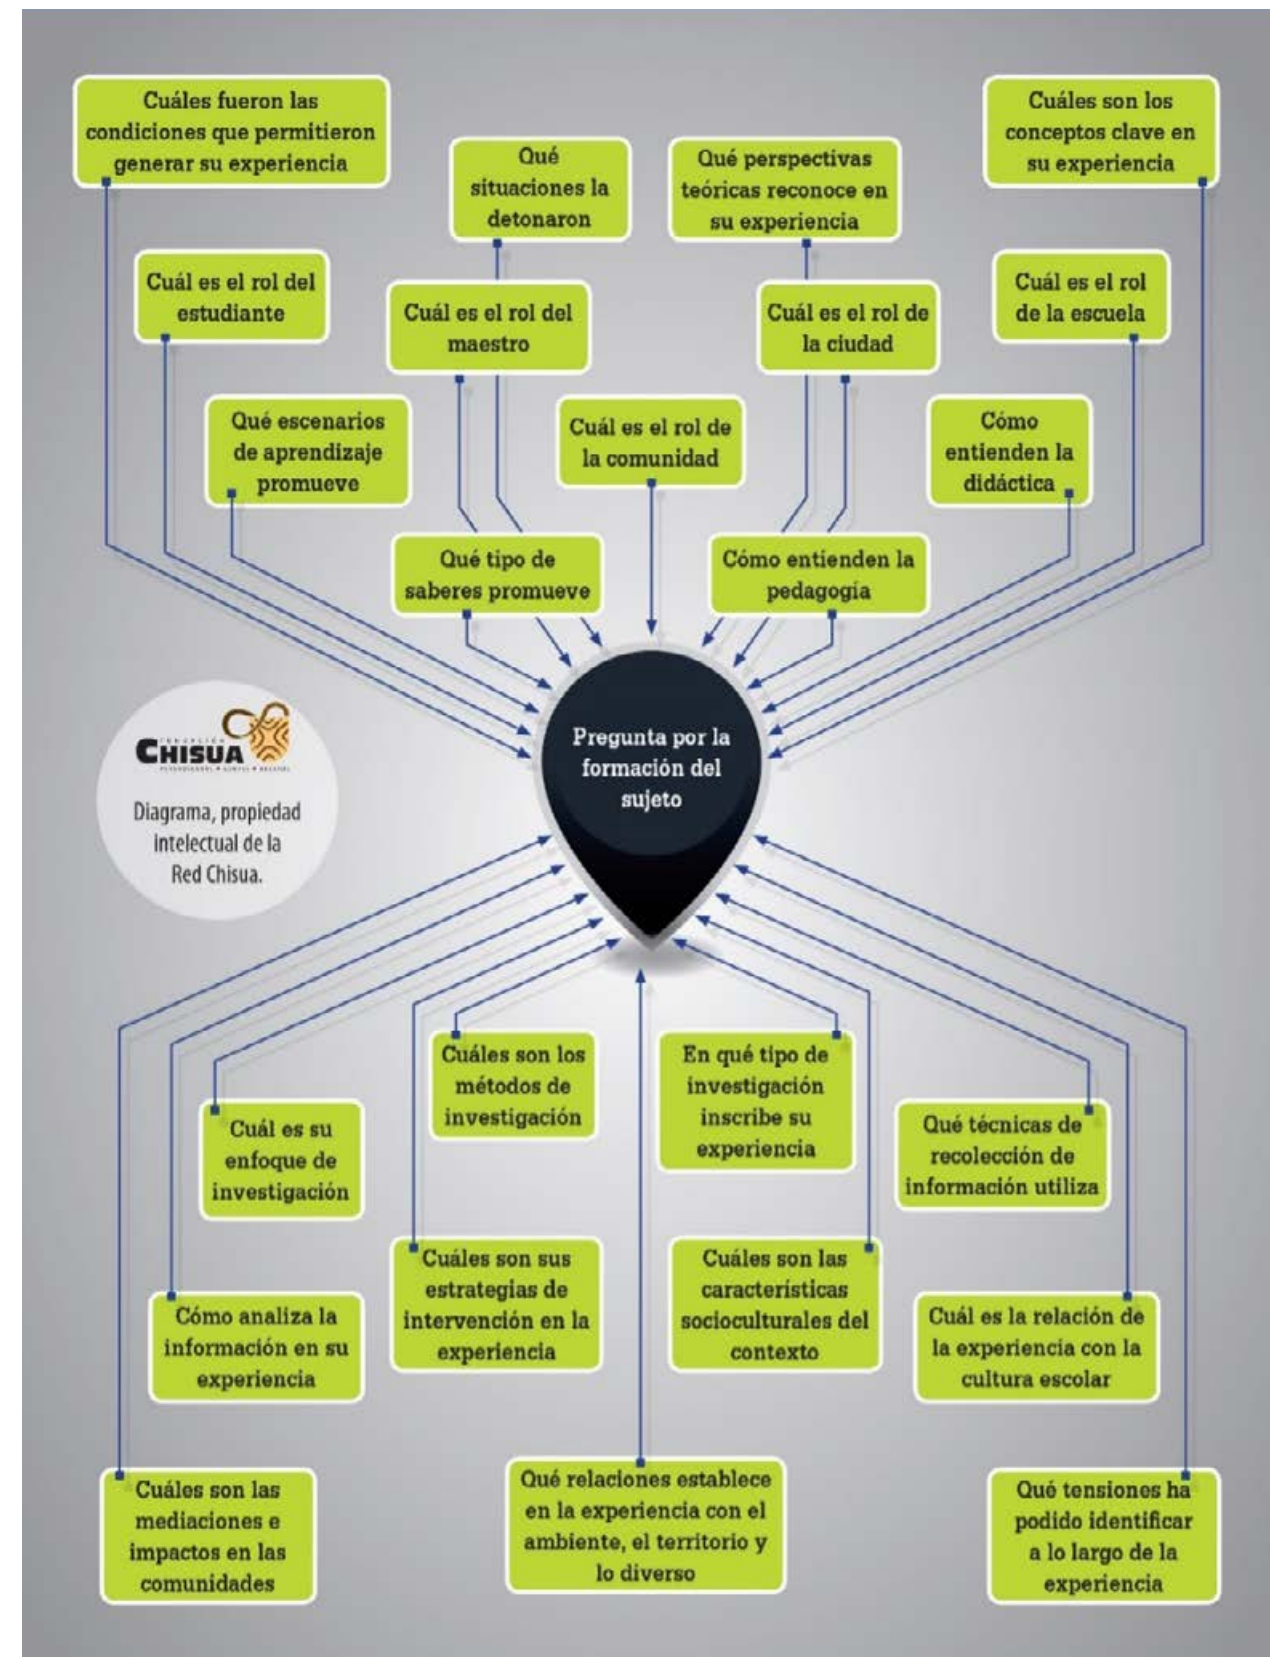 Cuáles fueron las
condiciones que permitieron
generar su experiencia
Qué
situaciones la
detonaron
Qué perspectivas
teóricas reconoce en
su experiencia
Cuáles son los
conceptos clave en
su experiencia
Cuál es el rol del
estudiante
Cuál es el rol del
maestro
Cuál es el rol de
la ciudad
Cuál es el rol
de la escuela
Qué escenarios
de aprendizaje
promueve
Cuál es el rol de
la comunidad
Cómo
entienden la
didáctica
Qué tipo de
saberes promueve
Cómo entienden la
pedagogía
Pregunta por la
formación del
sujeto
FUNDACIÓN
CHISUA
Diagrama, propiedad
intelectual de la
Red Chisua.
Cuáles son los
métodos de
investigación
En qué tipo de
investigación
inscribe su
experiencia
Cuál es su
enfoque de
investigación
Qué técnicas de
recolección de
información utiliza
Cuáles son sus
estrategias de
intervención en la
experiencia
Cuáles son las
características
socioculturales del
contexto
Cómo analiza la
información en su
experiencia
Cuál es la relación de
la experiencia con la
cultura escolar
Cuáles son las
mediaciones e
impactos en las
comunidades
Qué relaciones establece
en la experiencia con el
ambiente, el territorio y
lo diverso
Qué tensiones ha
podido identificar
a lo largo de la
experiencia